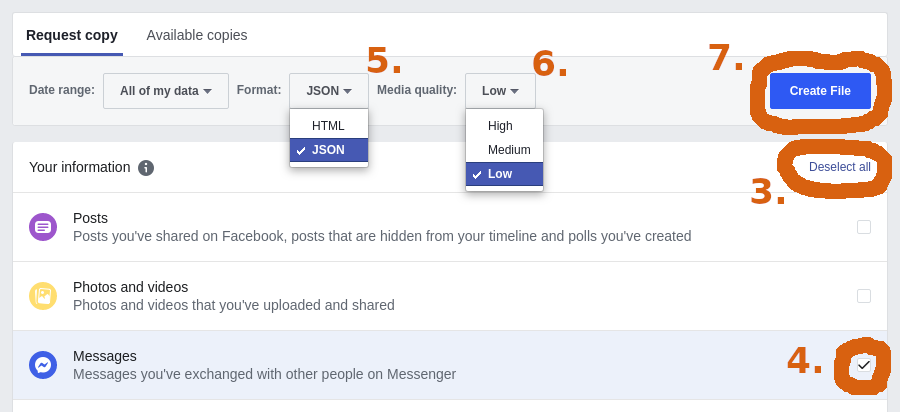 Request copy Available copies
5. 6. 7.
Date range: All of my data Format: JSON Media quality: Low Create File
HTML High
JSON Medium
Low
Your information Deselect all
3.
Posts
Posts you've shared on Facebook, posts that are hidden from your timeline and polls you've created
Photos and videos
Photos and videos that you've uploaded and shared
Messages
Messages you've exchanged with other people on Messenger
4.